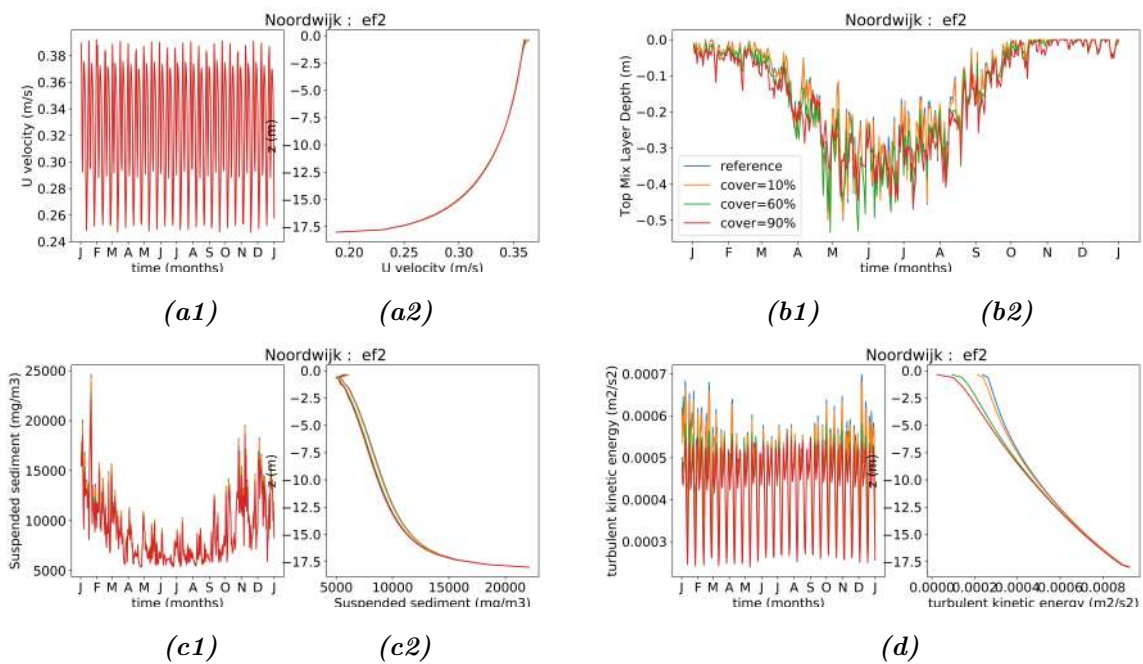 Noordwijk : ef2
U velocity (m/s)
0.38
0.36
0.34
0.32
0.30
0.28
0.26
0.24
J F M A M J J A S O N D J
time (months)
z (m)
0.0
−2.5
−5.0
−7.5
−10.0
−12.5
−15.0
−17.5
0.20 0.25 0.30 0.35
U velocity (m/s)
(a1) (a2)
Noordwijk : ef2
Top Mix Layer Depth (m)
0.0
−0.1
−0.2
−0.3
−0.4
−0.5
reference
cover=10%
cover=60%
cover=90%
J F M A M J J A S O N D J
time (months)
(b1) (b2)
Noordwijk : ef2
Suspended sediment (mg/m3)
25000
20000
15000
10000
5000
J F M A M J J A S O N D J
time (months)
z (m)
0.0
−2.5
−5.0
−7.5
−10.0
−12.5
−15.0
−17.5
5000 10000 15000 20000
Suspended sediment (mg/m3)
(c1) (c2)
Noordwijk : ef2
turbulent kinetic energy (m2/s2)
0.0007
0.0006
0.0005
0.0004
0.0003
J F M A M J J A S O N D J
time (months)
z (m)
0.0
−2.5
−5.0
−7.5
−10.0
−12.5
−15.0
−17.5
0.0000 0.0002 0.0004 0.0006 0.0008
turbulent kinetic energy (m2/s2)
(d)